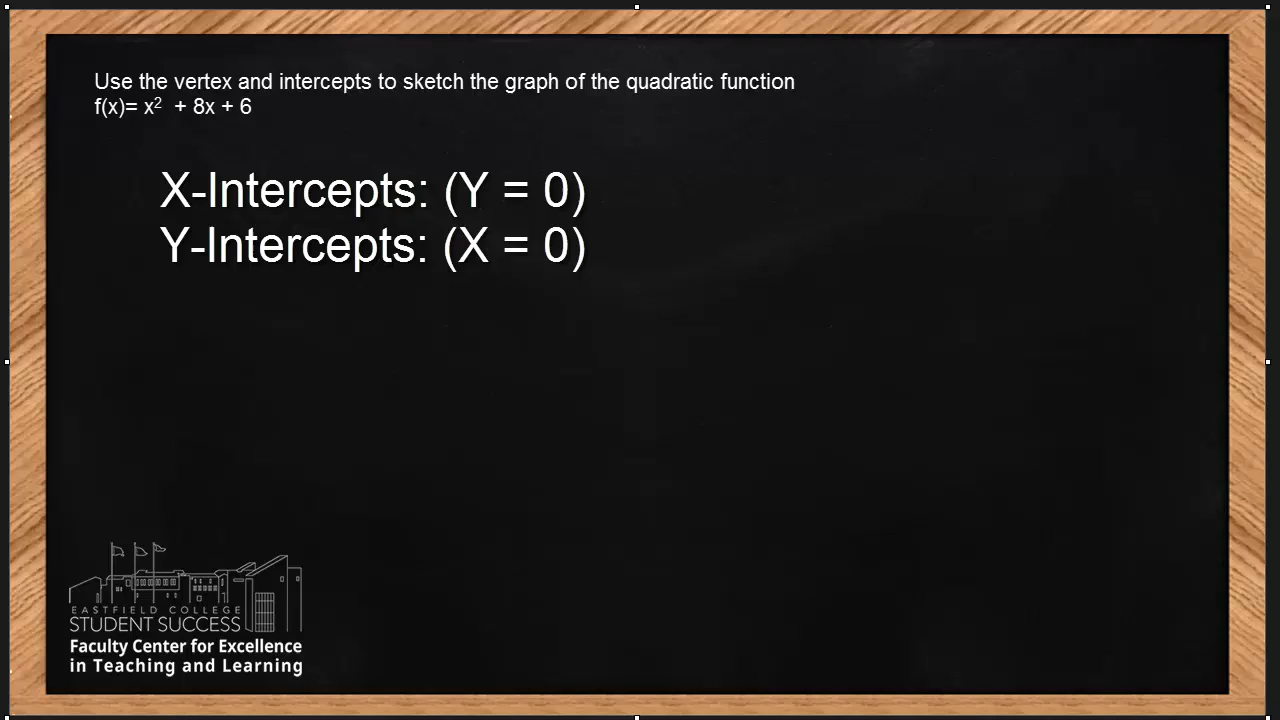 Use the vertex and intercepts to sketch the graph of the quadratic function
f(x)= x² + 8x + 6
X-Intercepts: (Y = 0)
Y-Intercepts: (X = 0)
EASTFIELD COLLEGE
STUDENT SUCCESS
Faculty Center for Excellence
in Teaching and Learning